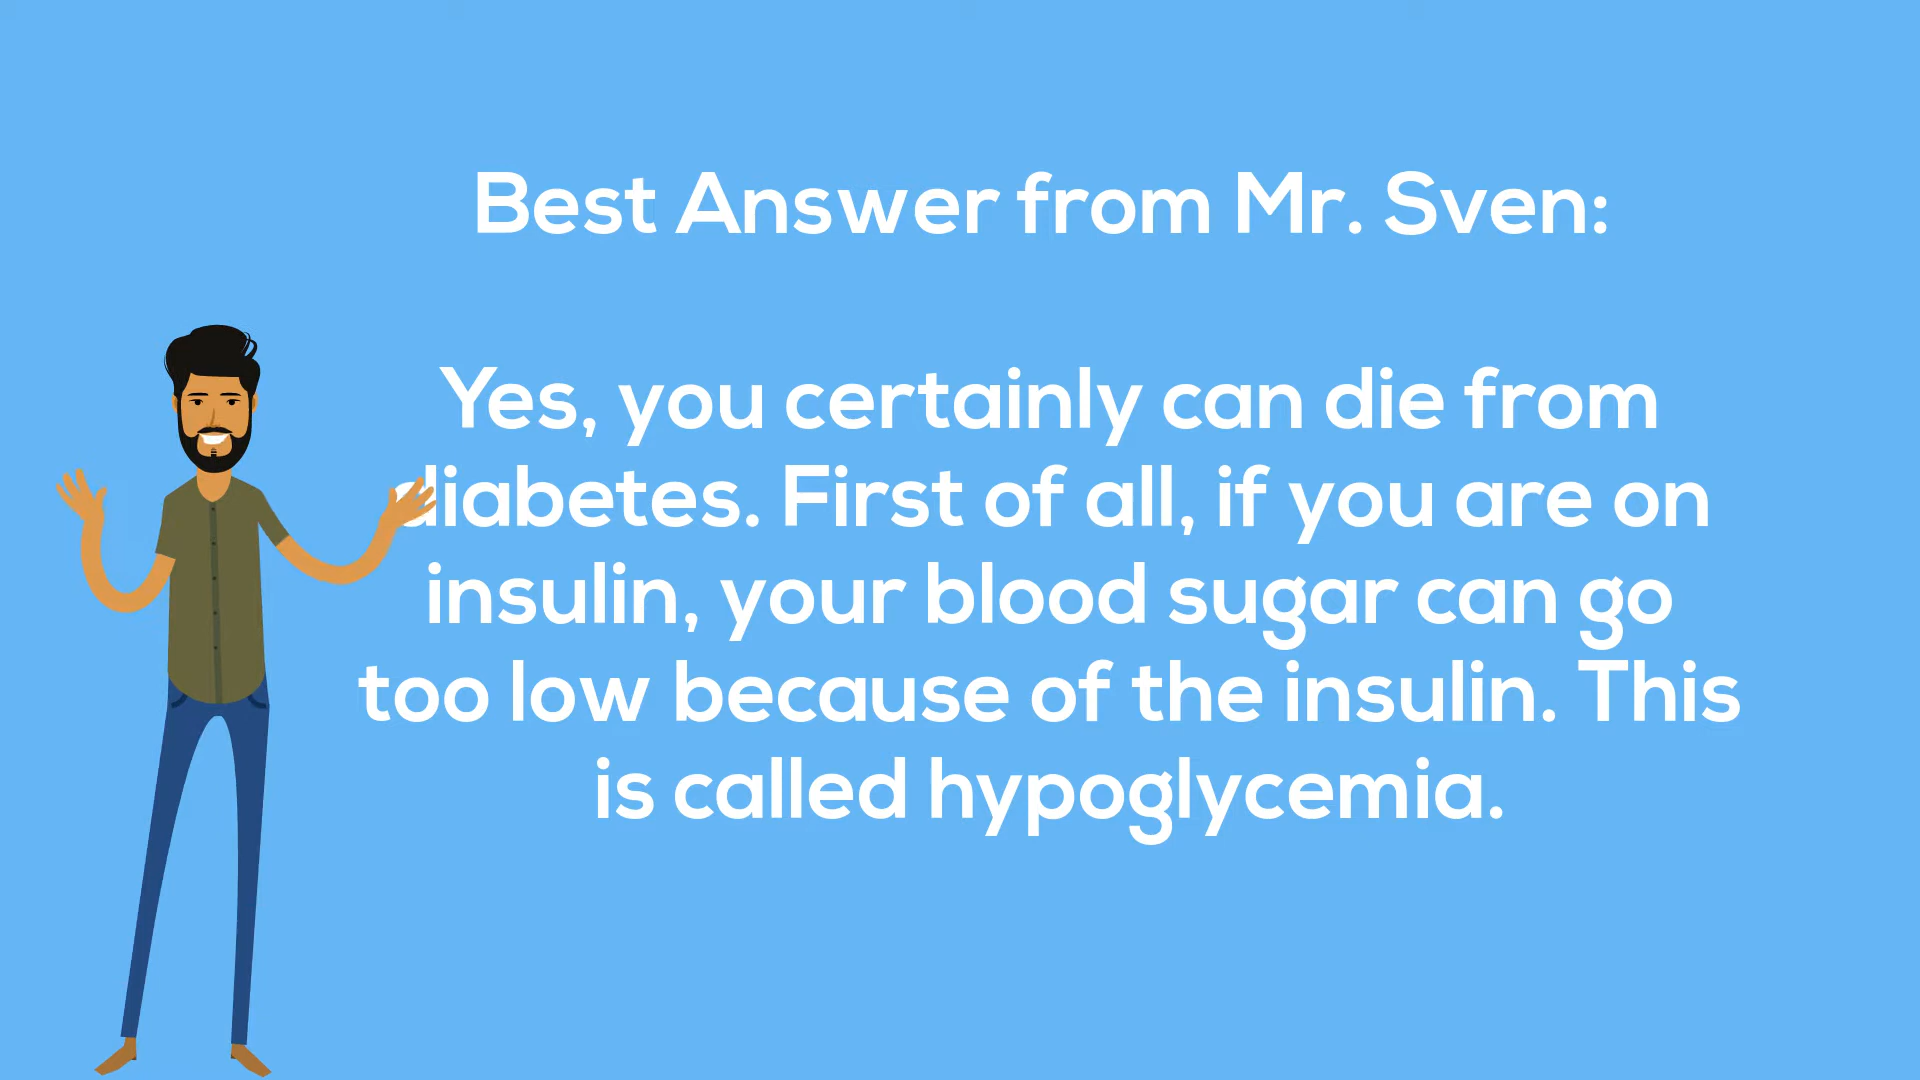 Best Answer from Mr. Sven:
Yes, you certainly can die from
diabetes. First of all, if you are on
insulin, your blood sugar can go
too low because of the insulin. This
is called hypoglycemia.